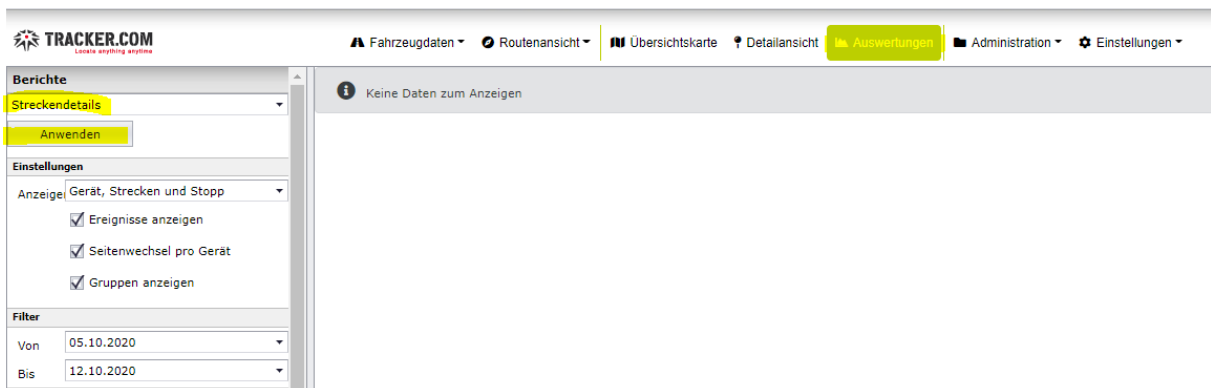 TRACKER.COM
Locate anything anytime
Fahrzeugdaten Routenansicht Übersichtskarte Detailansicht Auswertungen Administration Einstellungen
Berichte
Streckendetails
Anwenden
Keine Daten zum Anzeigen
Einstellungen
Anzeigen Gerät, Strecken und Stopp
Ereignisse anzeigen
Seitenwechsel pro Gerät
Gruppen anzeigen
Filter
Von 05.10.2020
Bis 12.10.2020